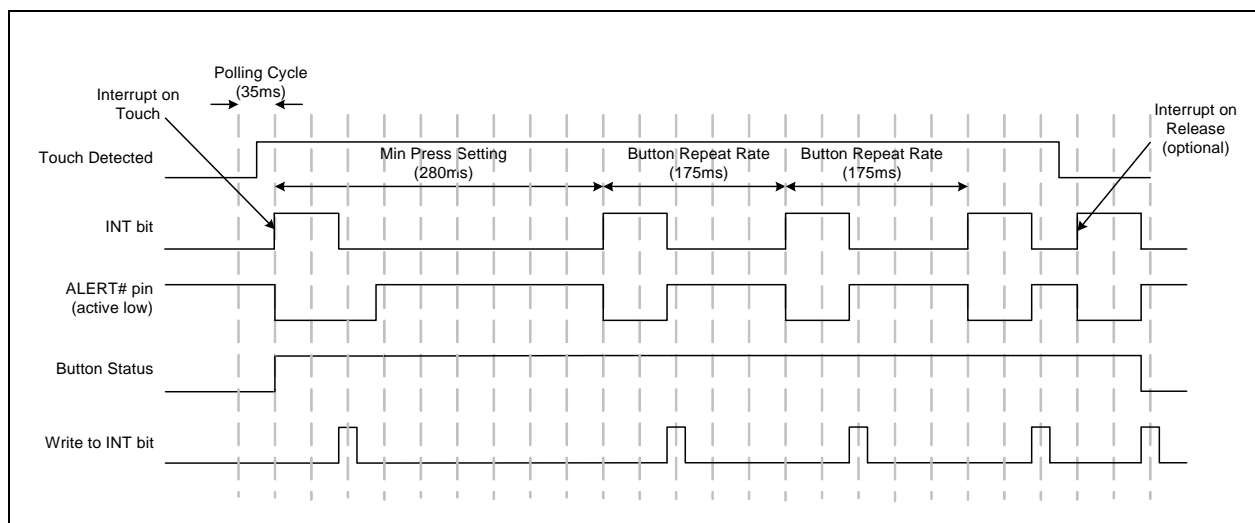 Polling Cycle
(35ms)
Interrupt on
Touch
Interrupt on
Release
(optional)
Touch Detected
Min Press Setting
(280ms)
Button Repeat Rate
(175ms)
Button Repeat Rate
(175ms)
INT bit
ALERT# pin
(active low)
Button Status
Write to INT bit